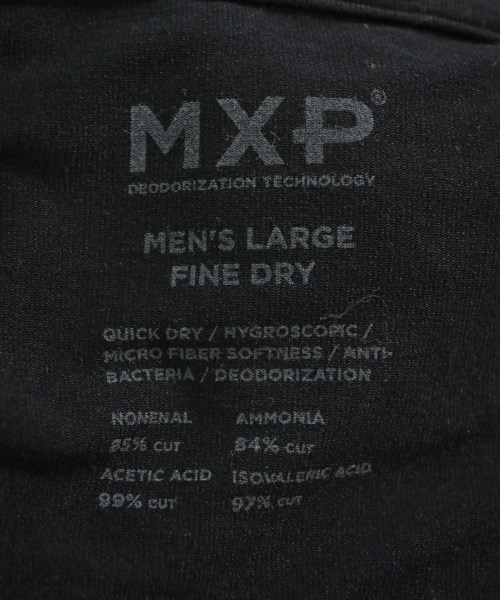 MXP®
DEODORIZATION TECHNOLOGY
MEN'S LARGE
FINE DRY
QUICK DRY / HYGROSCOPIC /
MICRO FIBER SOFTNESS / ANTI-
BACTERIA / DEODORIZATION
NONENAL AMMONIA
85% CUT 84% CUT
ACETIC ACID ISOVALERIC ACID
99% CUT 97% CUT